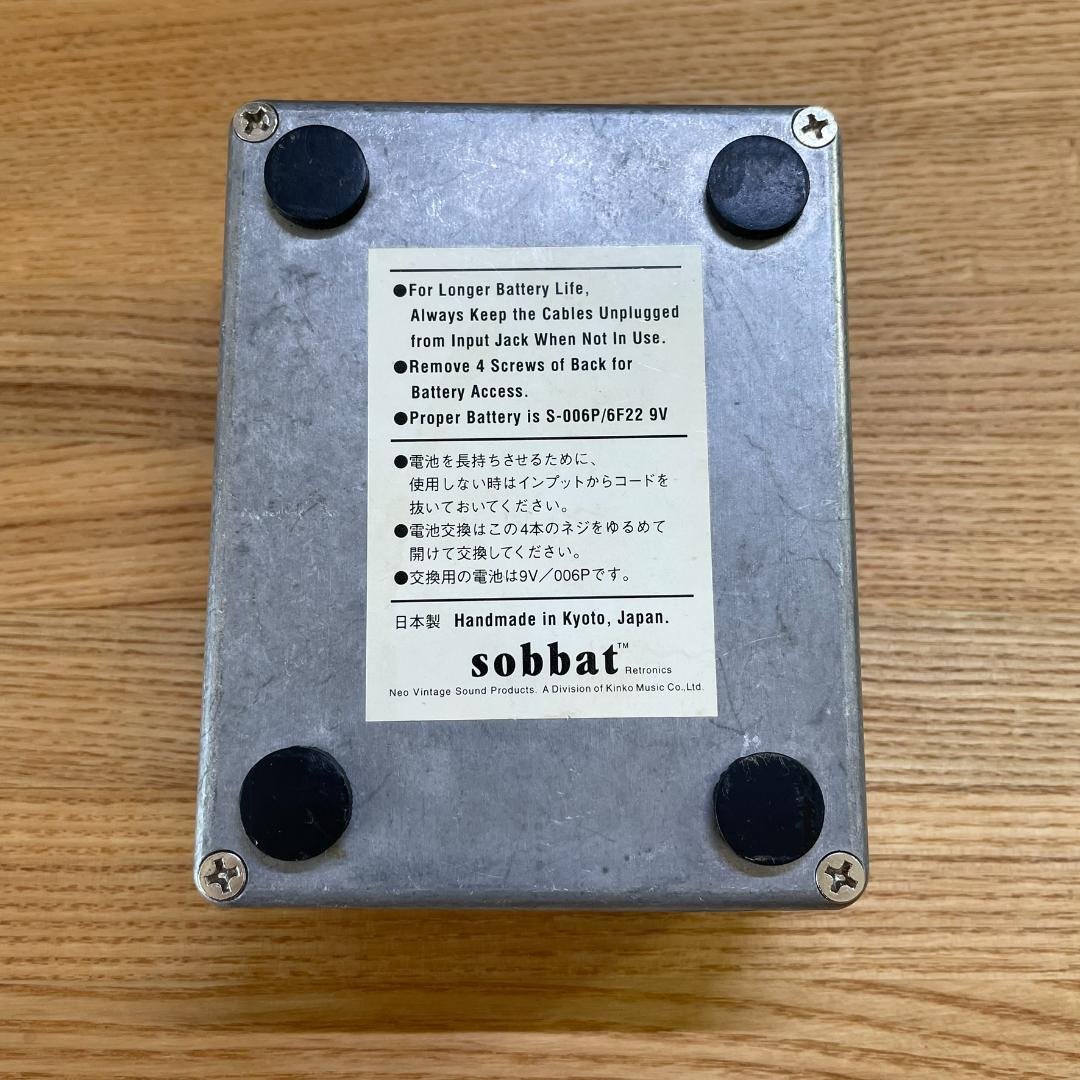 ●For Longer Battery Life,
Always Keep the Cables Unplugged
from Input Jack When Not In Use.
●Remove 4 Screws of Back for
Battery Access.
●Proper Battery is S-006P/6F22 9V
●電池を長持ちさせるために、
使用しない時はインプットからコードを
抜いておいてください。
●電池交換はこの4本のネジをゆるめて
開けて交換してください。
●交換用の電池は9V／006Pです。
日本製 Handmade in Kyoto, Japan.
sobbat™ Retronics
Neo Vintage Sound Products. A Division of Kinko Music Co.,Ltd.